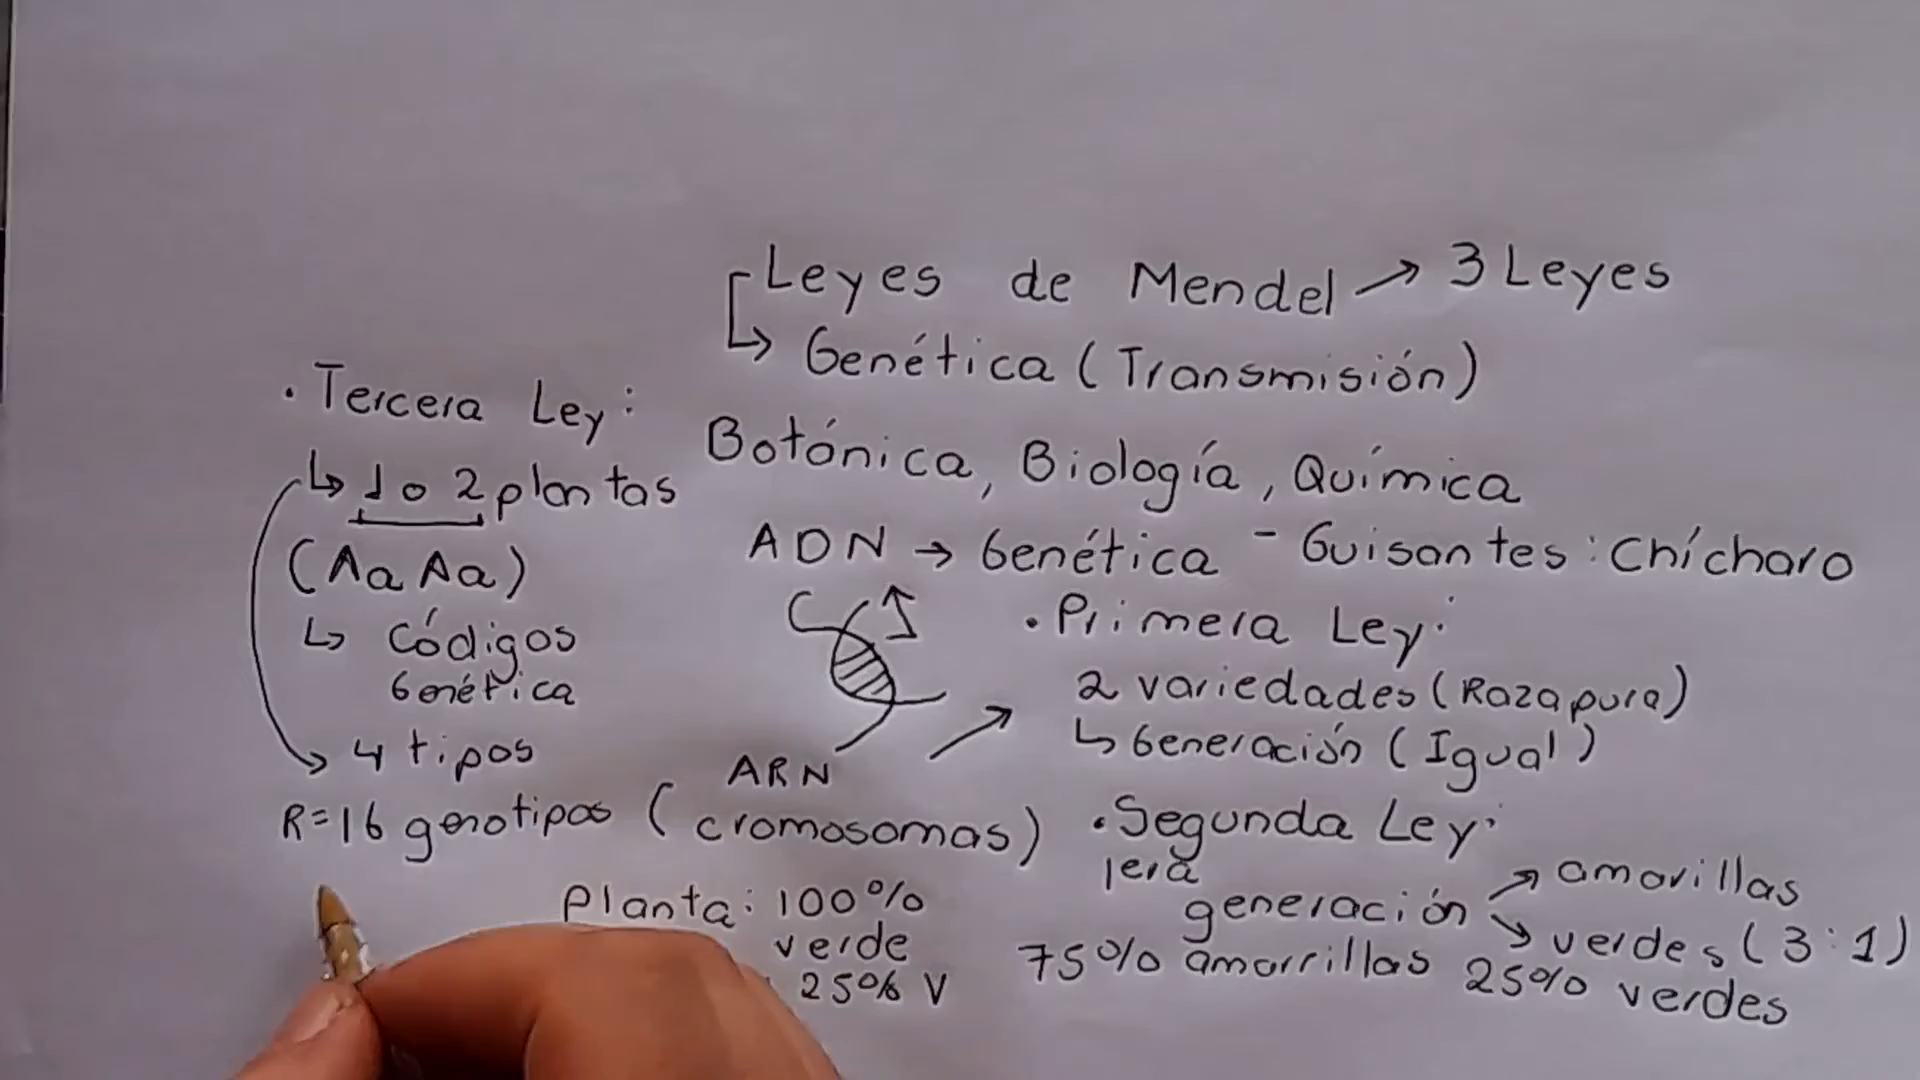 Leyes de Mendel → 3 Leyes
↳ Genética (Transmisión)
Botánica, Biología, Química
ADN → Genética - Guisantes: Chícharo
ARN
(cromosomas)
• Primera Ley:
2 variedades (Raza pura)
↳ Generación (Igual)
• Segunda Ley:
1era
generación → amarillas
→ verdes (3:1)
75% amarrillas 25% verdes
Planta: 100%
verde
25% V
• Tercera Ley:
↳ 1 o 2 plantas
(Aa Aa)
↳ Códigos
Genética
→ 4 tipos
R=16 genotipos